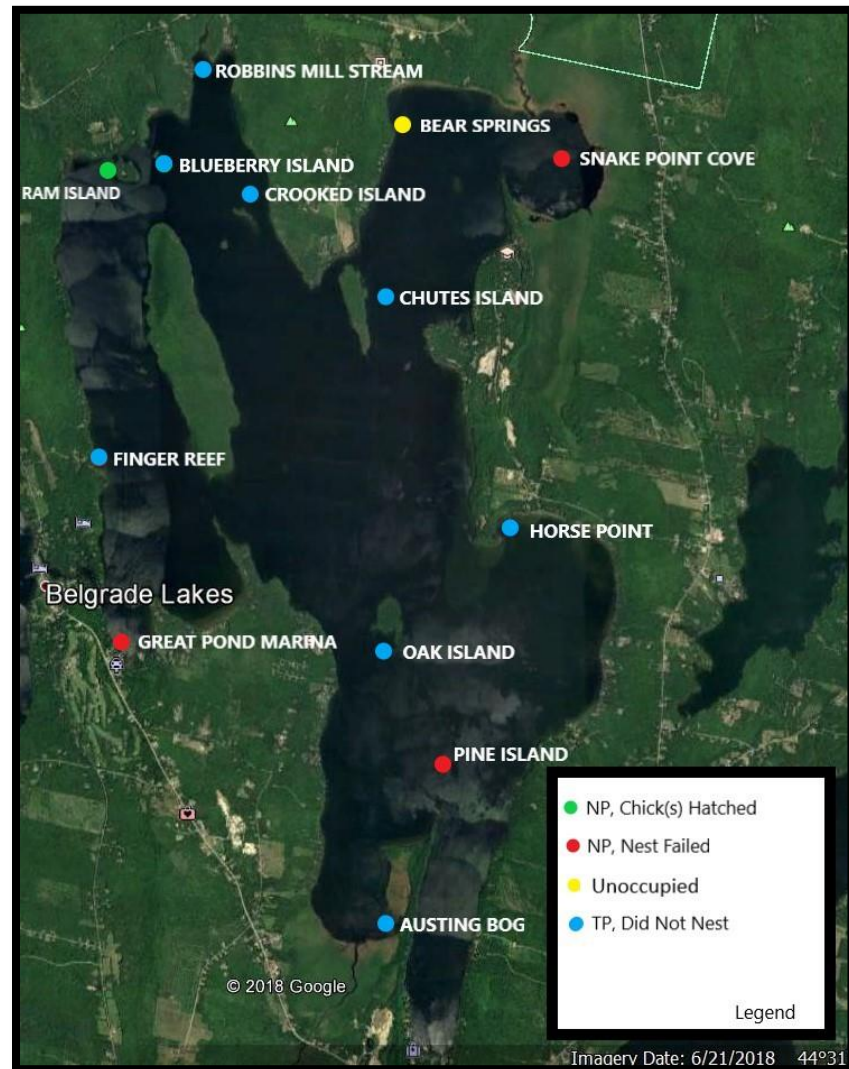 ROBBINS MILL STREAM
BEAR SPRINGS
SNAKE POINT COVE
BLUEBERRY ISLAND
RAM ISLAND
CROOKED ISLAND
CHUTES ISLAND
FINGER REEF
HORSE POINT
Belgrade Lakes
GREAT POND MARINA
OAK ISLAND
PINE ISLAND
NP, Chick(s) Hatched
NP, Nest Failed
Unoccupied
TP, Did Not Nest
AUSTING BOG
© 2018 Google
Legend
Imagery Date: 6/21/2018 44°31